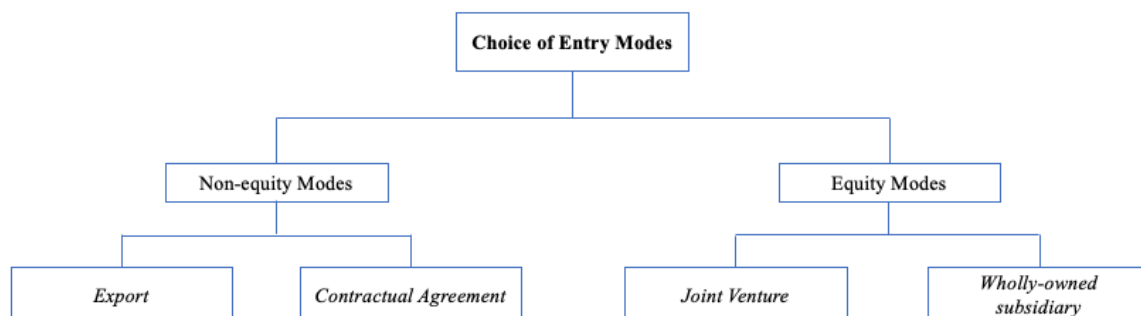 Choice of Entry Modes
Non-equity Modes
Equity Modes
Export
Contractual Agreement
Joint Venture
Wholly-owned
subsidiary